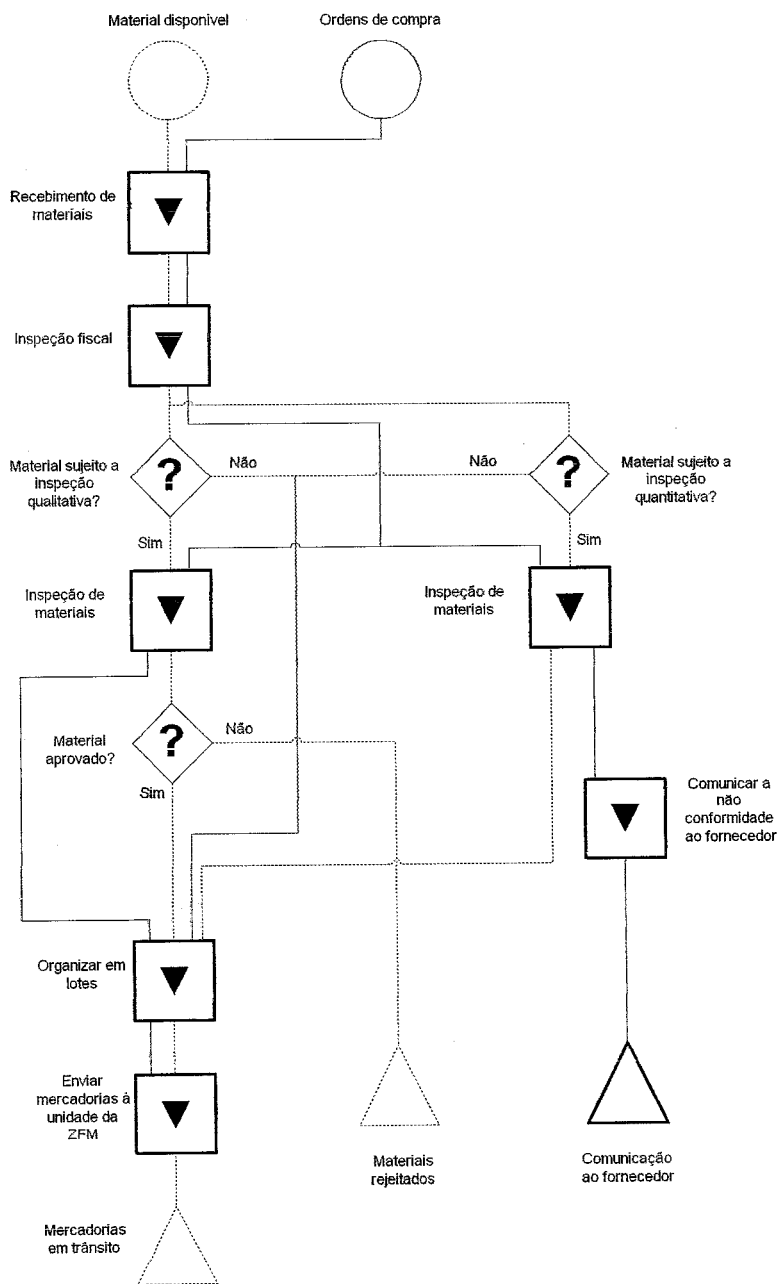 Material disponível
Ordens de compra
Recebimento de
materiais
Inspeção fiscal
Material sujeito a
inspeção
qualitativa?
?
Não
Não
?
Material sujeito a
inspeção
quantitativa?
Sim
Sim
Inspeção de
materiais
Inspeção de
materiais
Material
aprovado?
?
Não
Sim
Comunicar a
não
conformidade
ao fornecedor
Organizar em
lotes
Enviar
mercadorias à
unidade da
ZFM
Materiais
rejeitados
Comunicação
ao fornecedor
Mercadorias
em trânsito